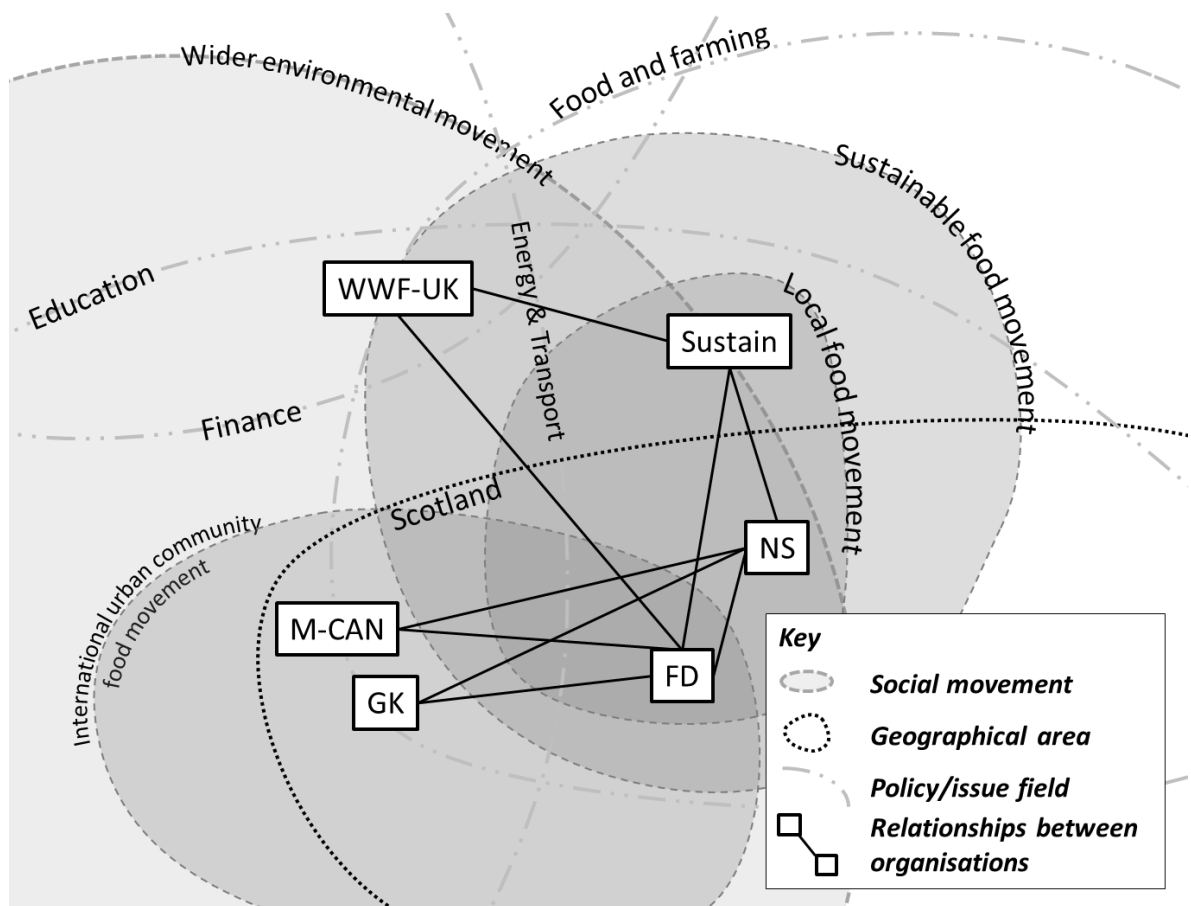 Wider environmental movement
Food and farming
Sustainable food movement
Education
WWF-UK
Energy & Transport
Local food movement
Sustain
Finance
Scotland
International urban community
food movement
NS
M-CAN
GK
FD
Key
Social movement
Geographical area
Policy/issue field
Relationships between
organisations